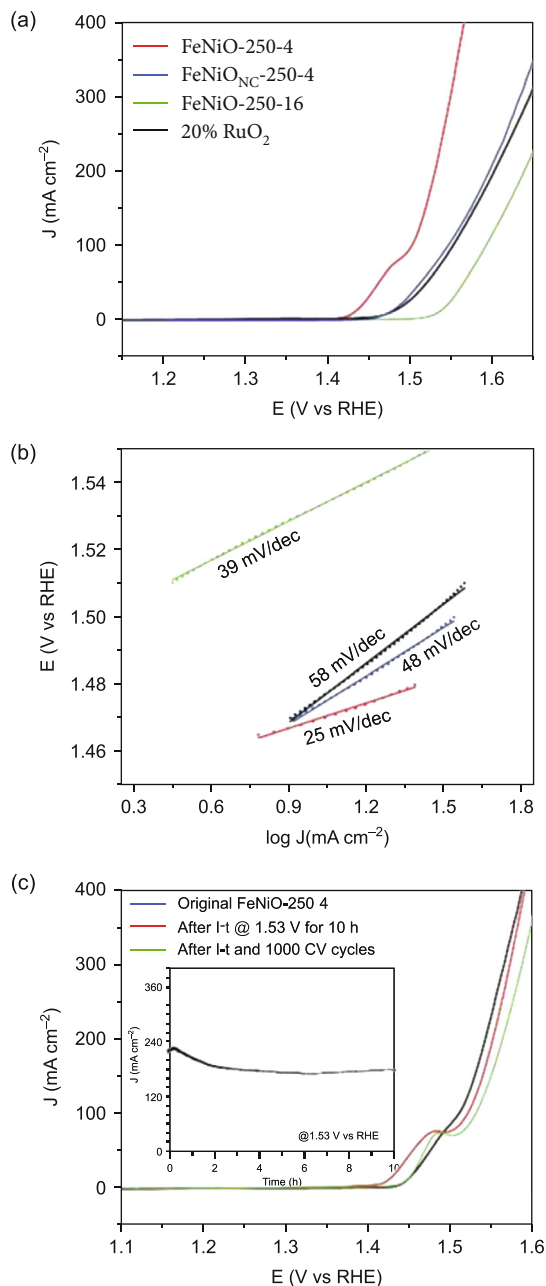 (a)
400
300
200
100
0
J (mA cm⁻²)
FeNiO-250-4
FeNiO_NC-250-4
FeNiO-250-16
20% RuO₂
1.2 1.3 1.4 1.5 1.6
E (V vs RHE)
(b)
1.54
1.52
1.50
1.48
1.46
E (V vs RHE)
39 mV/dec
58 mV/dec
48 mV/dec
25 mV/dec
0.3 0.6 0.9 1.2 1.5 1.8
log J(mA cm⁻²)
(c)
400
300
200
100
0
J (mA cm⁻²)
Original FeNiO-250 4
After I-t @ 1.53 V for 10 h
After I-t and 1000 CV cycles
360
240
120
0
J (mA cm⁻²)
@1.53 V vs RHE
0 2 4 6 8 10
Time (h)
1.1 1.2 1.3 1.4 1.5 1.6
E (V vs RHE)